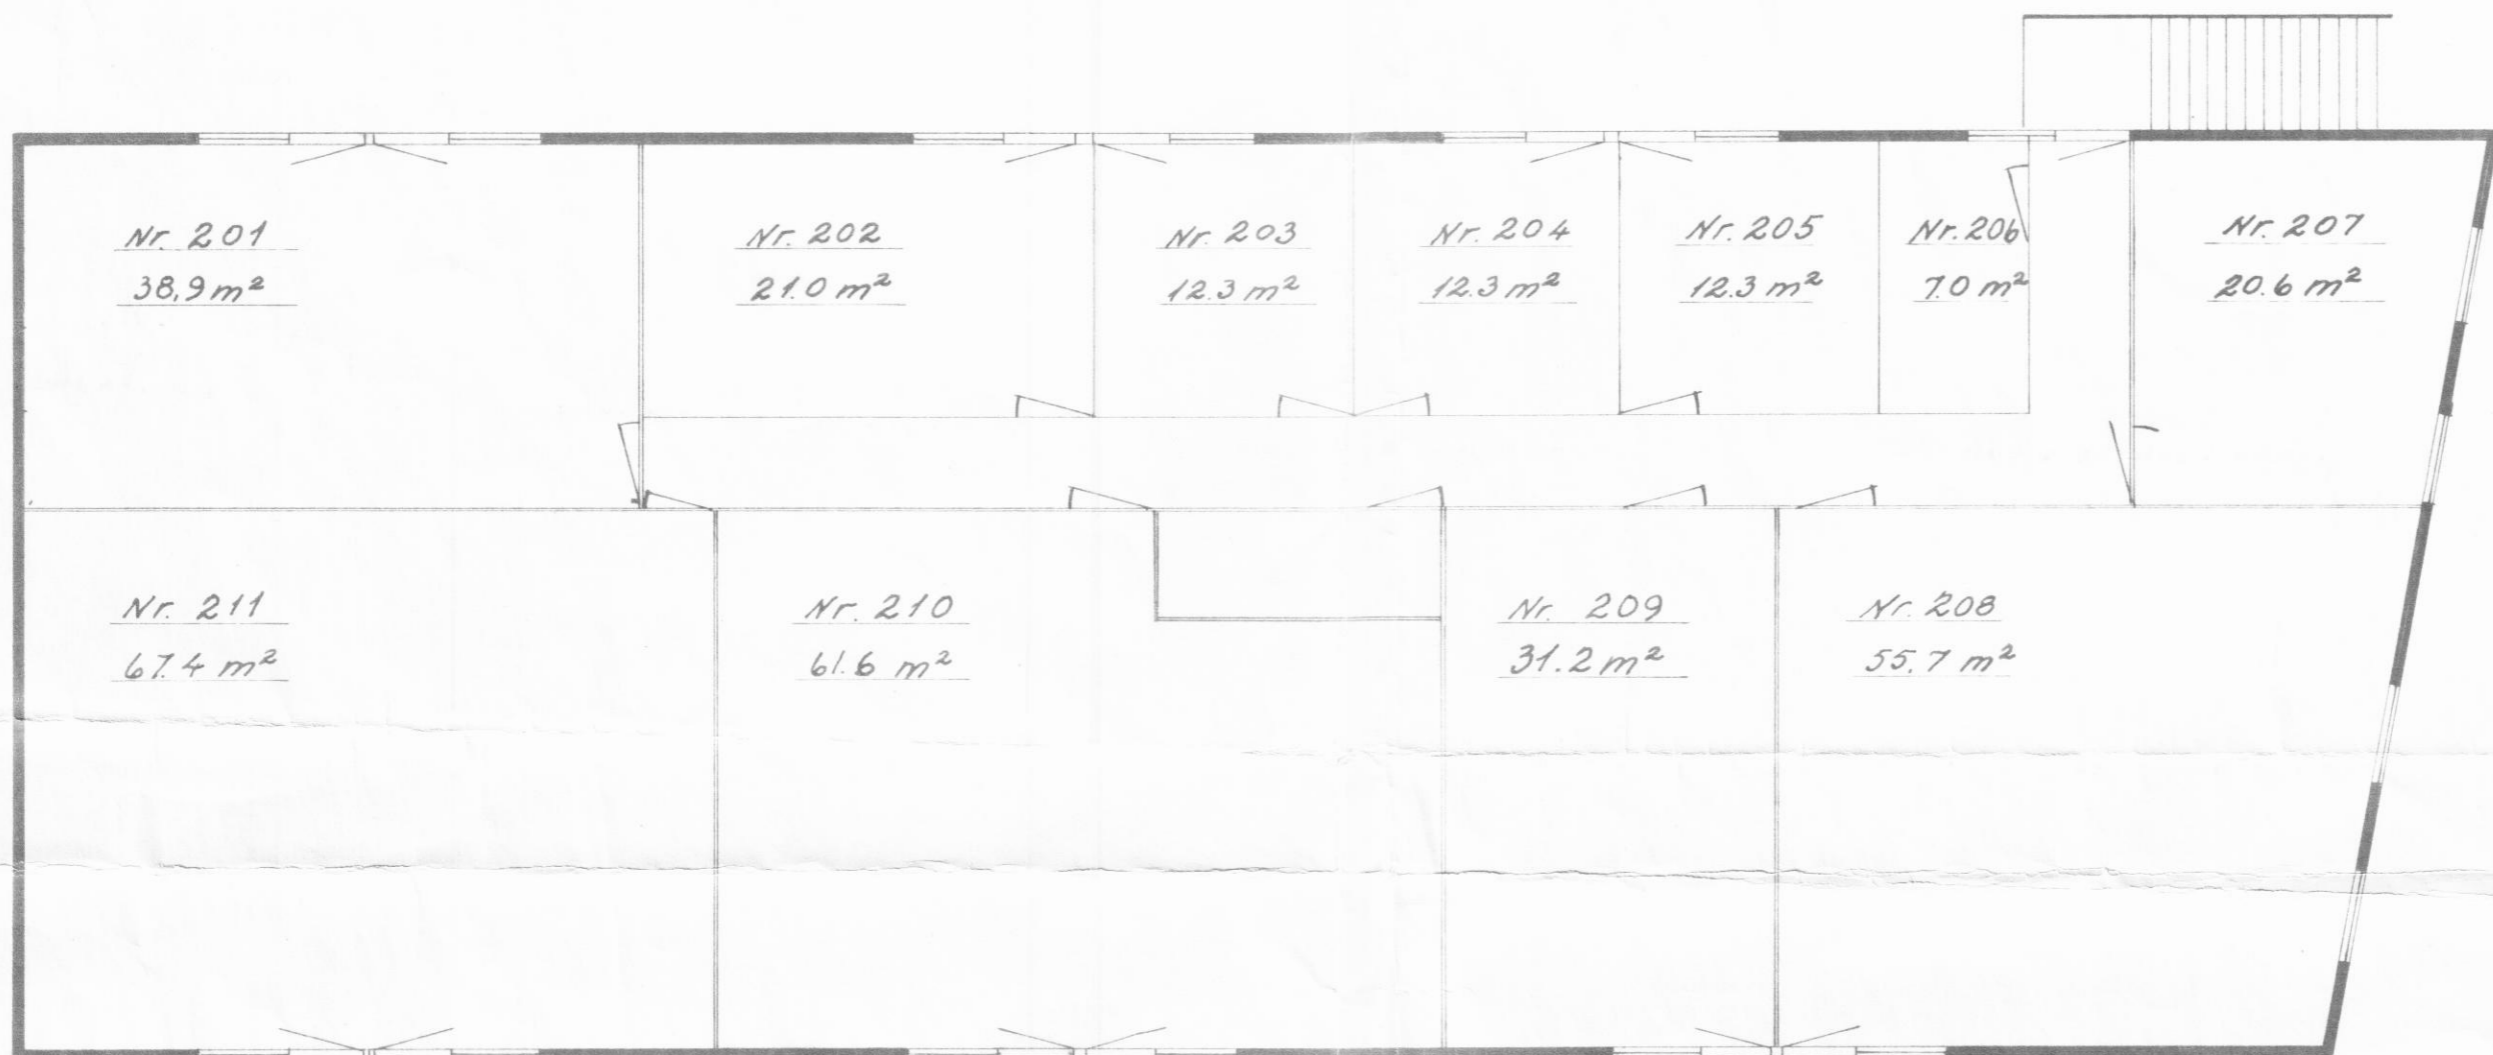 Nr. 201
38,9 m²
Nr. 202
21.0 m²
Nr. 203
12.3 m²
Nr. 204
12.3 m²
Nr. 205
12.3 m²
Nr. 206
7.0 m²
Nr. 207
20.6 m²
Nr. 211
67.4 m²
Nr. 210
61.6 m²
Nr. 209
31.2 m²
Nr. 208
55.7 m²